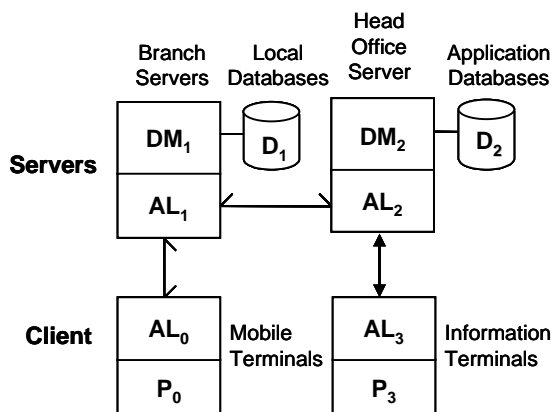 Branch
Servers
Local
Databases
Head
Office
Server
Application
Databases
Servers
DM₁
D₁
DM₂
D₂
AL₁
AL₂
Client
AL₀
Mobile
Terminals
AL₃
Information
Terminals
P₀
P₃